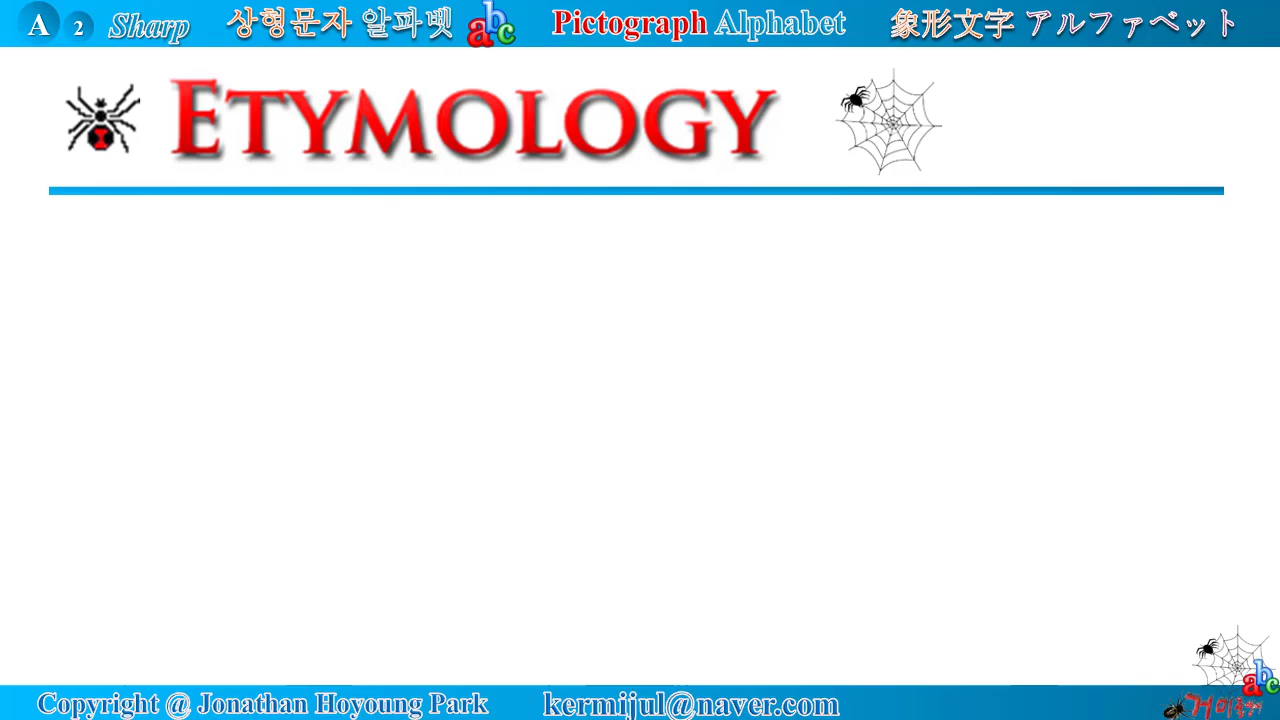 A 2 Sharp 상형문자 알파벳 abc Pictograph Alphabet 象形文字 アルファベット
ETYMOLOGY
abc
Copyright @ Jonathan Hoyoung Park kermijul@naver.com